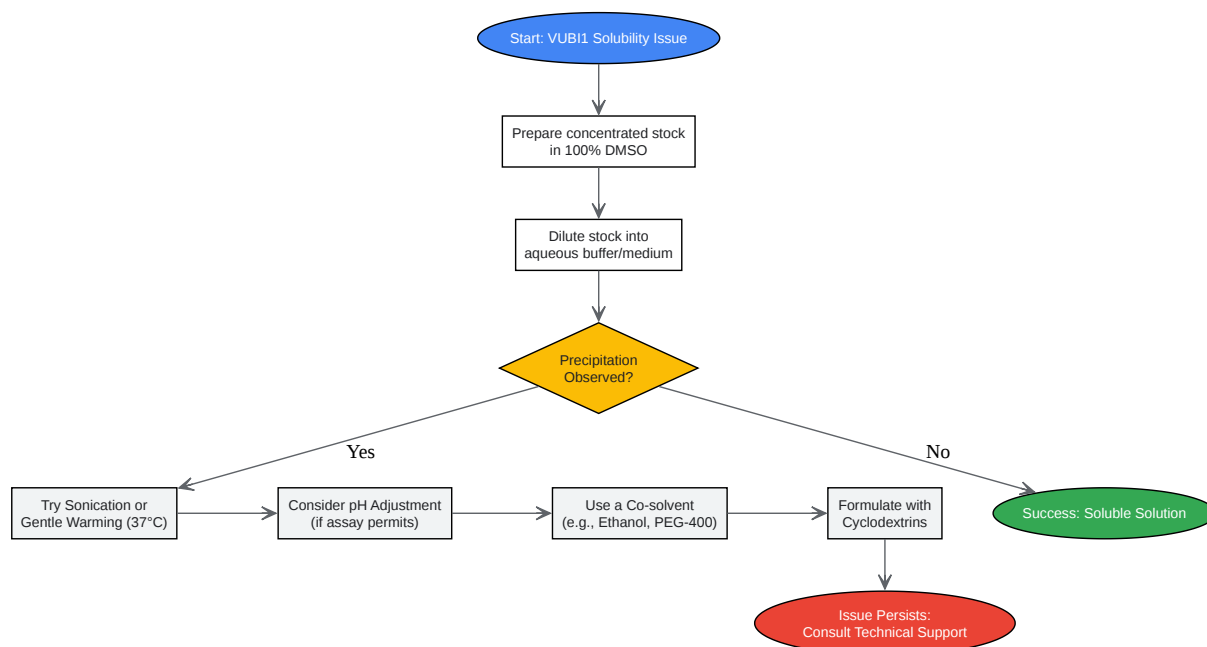 Start: VUBI1 Solubility Issue
Prepare concentrated stock
in 100% DMSO
Dilute stock into
aqueous buffer/medium
Precipitation
Observed?
Yes
No
Try Sonication or
Gentle Warming (37°C)
Consider pH Adjustment
(if assay permits)
Use a Co-solvent
(e.g., Ethanol, PEG-400)
Formulate with
Cyclodextrins
Success: Soluble Solution
Issue Persists:
Consult Technical Support